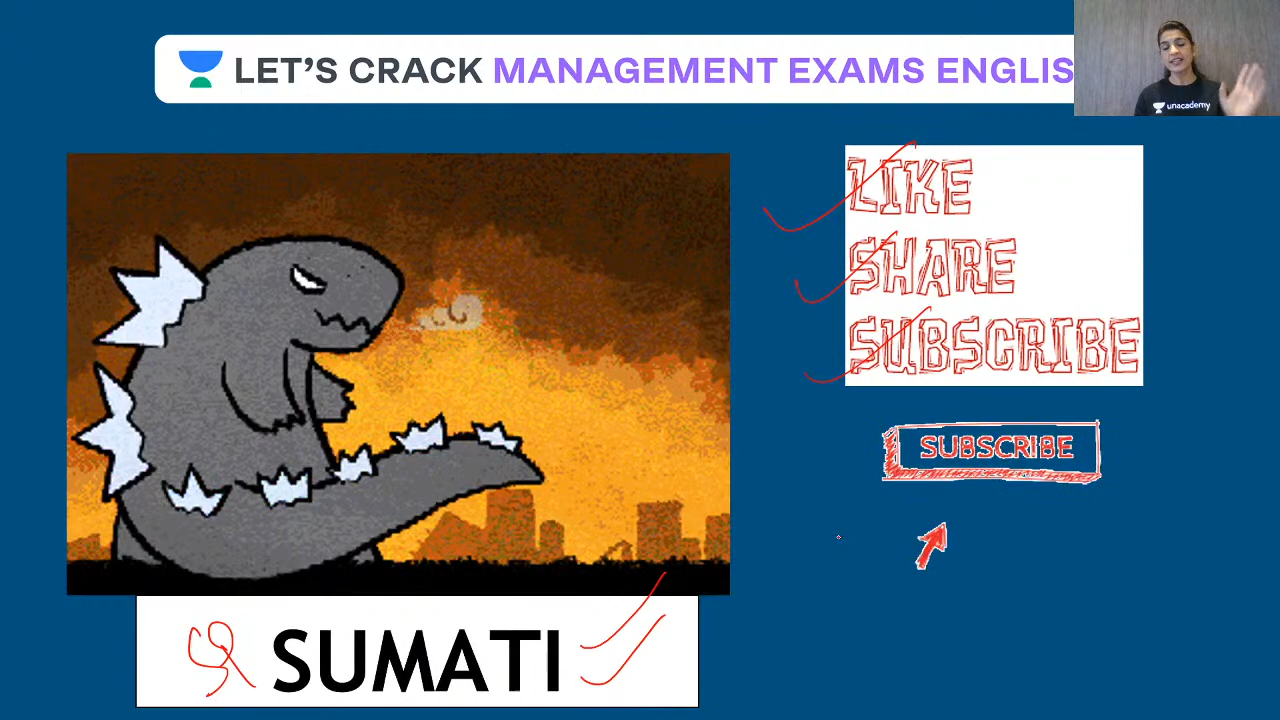 LET'S CRACK MANAGEMENT EXAMS ENGLIS
unacademy
LIKE
SHARE
SUBSCRIBE
SUBSCRIBE
SUMATI